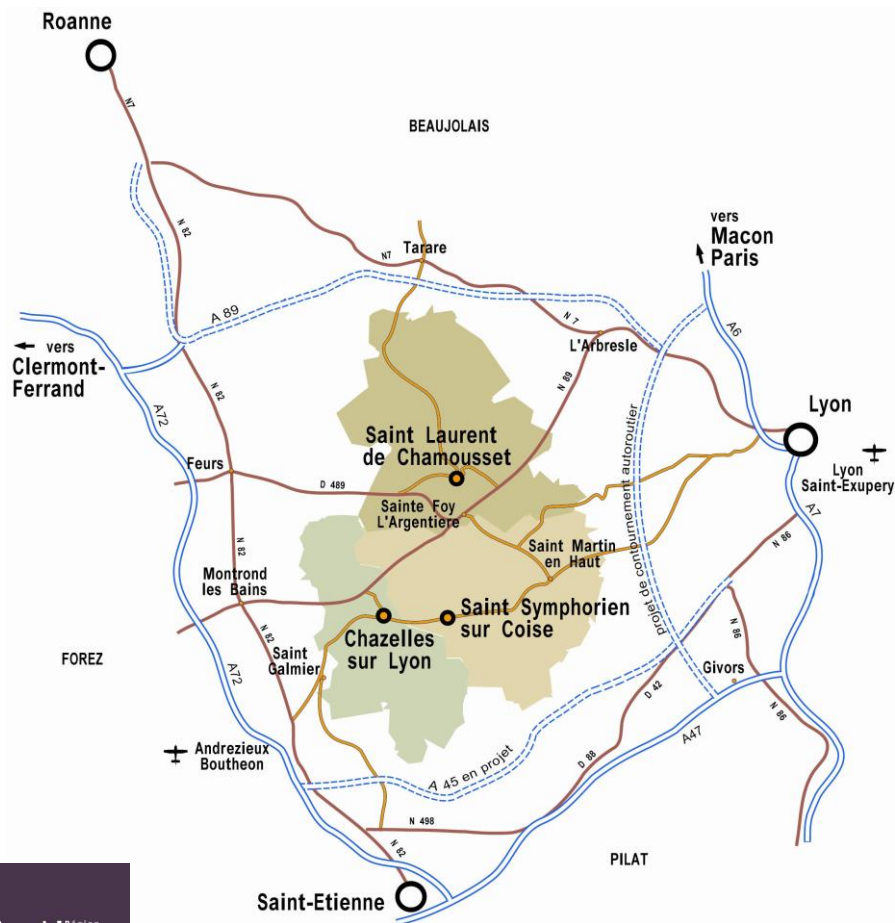 Roanne
N7
BEAUJOLAIS
vers
Macon
Paris
N 82
Tarare
N7
A 89
N 7
A6
L'Arbresle
vers
Clermont-
Ferrand
N 82
N 89
A72
Lyon
Saint Laurent
de Chamousset
Feurs
D 489
Lyon
Saint-Exupery
Sainte Foy
L'Argentiere
A7
N 86
N 82
Saint Martin
en Haut
projet de contournement autoroutier
Montrond
les Bains
Saint Symphorien
sur Coise
Chazelles
sur Lyon
N 86
FOREZ
A72
N 82
Saint
Galmier
Givors
D 42
N 86
A47
Andrezieux
Boutheon
A 45 en projet
D 88
N 498
N 82
PILAT
Saint-Etienne
Région